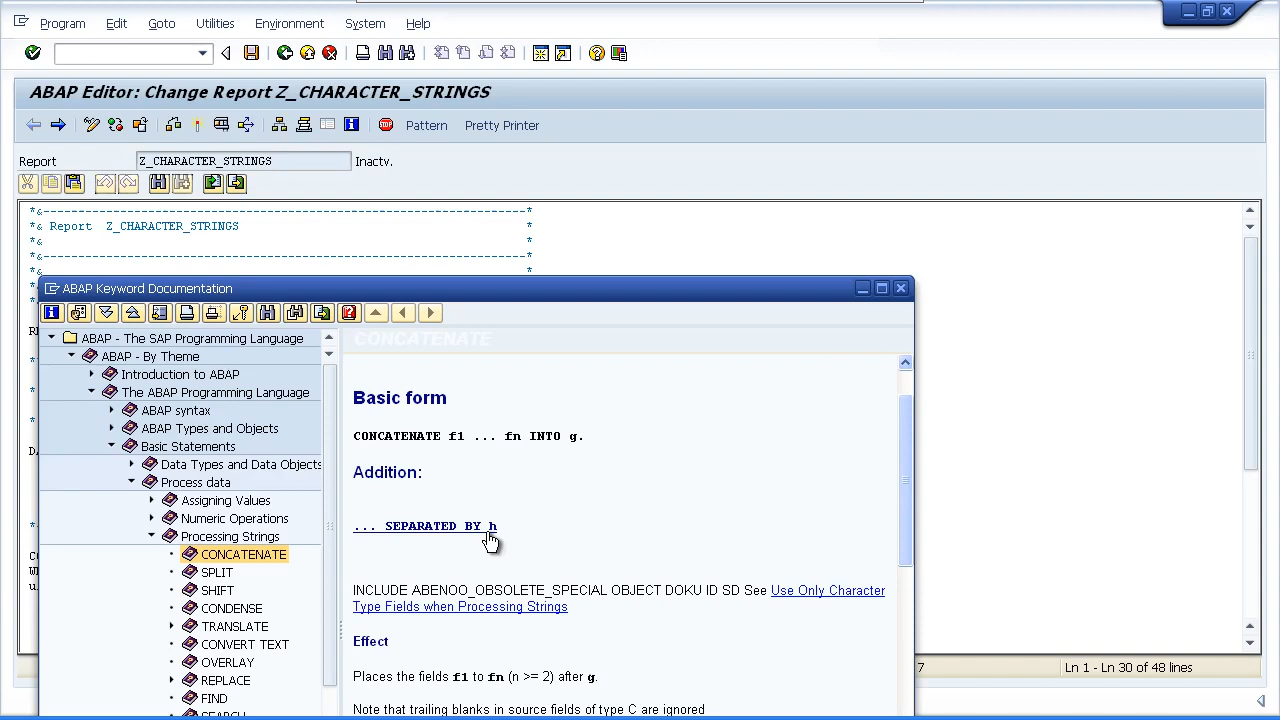 Program Edit Goto Utilities Environment System Help
ABAP Editor: Change Report Z_CHARACTER_STRINGS
Pattern Pretty Printer
Report Z_CHARACTER_STRINGS Inactv.
*&---------------------------------------------------------------------*
*& Report Z_CHARACTER_STRINGS *
*& *
*&---------------------------------------------------------------------*
*& *
ABAP Keyword Documentation
ABAP - The SAP Programming Language
ABAP - By Theme
Introduction to ABAP
The ABAP Programming Language
ABAP syntax
ABAP Types and Objects
Basic Statements
Data Types and Data Objects
Process data
Assigning Values
Numeric Operations
Processing Strings
CONCATENATE
SPLIT
SHIFT
CONDENSE
TRANSLATE
CONVERT TEXT
OVERLAY
REPLACE
FIND
SEARCH
CONCATENATE
Basic form
CONCATENATE f1 ... fn INTO g.
Addition:
... SEPARATED BY h
INCLUDE ABENOO_OBSOLETE_SPECIAL OBJECT DOKU ID SD See Use Only Character
Type Fields when Processing Strings
Effect
Places the fields f1 to fn (n >= 2) after g.
Note that trailing blanks in source fields of type C are ignored
7 Ln 1 - Ln 30 of 48 lines